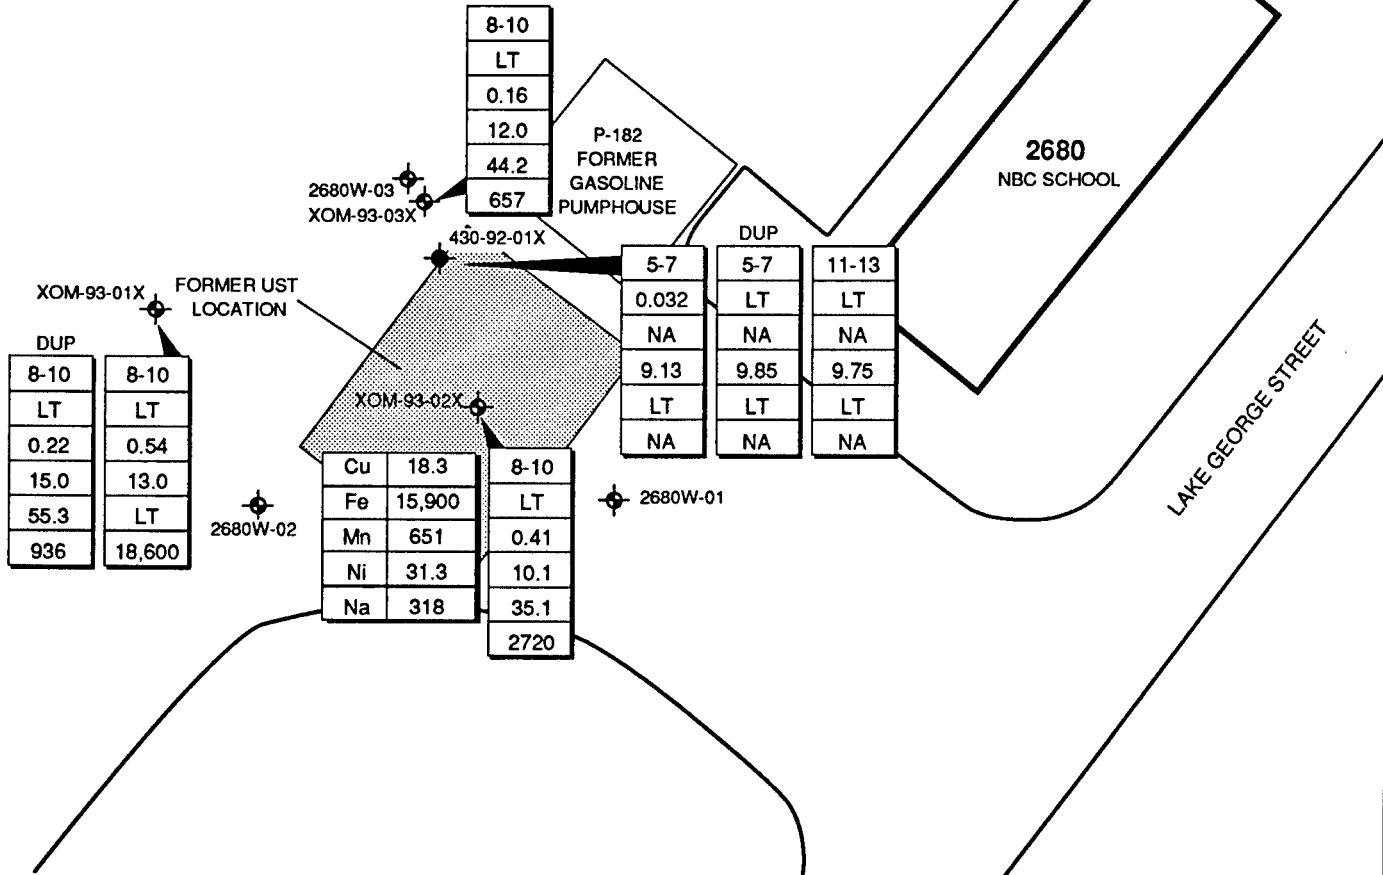 8-10
LT
0.16
12.0
44.2
657
P-182
FORMER
GASOLINE
PUMPHOUSE
2680
NBC SCHOOL
2680W-03
XOM-93-03X
430-92-01X
DUP
5-7
0.032
NA
9.13
LT
NA
5-7
LT
NA
9.85
LT
NA
11-13
LT
NA
9.75
LT
NA
FORMER UST
LOCATION
XOM-93-01X
DUP
8-10
LT
0.22
15.0
55.3
936
8-10
LT
0.54
13.0
LT
18,600
XOM-93-02X
2680W-02
Cu 18.3
Fe 15,900
Mn 651
Ni 31.3
Na 318
8-10
LT
0.41
10.1
35.1
2720
2680W-01
LAKE GEORGE STREET